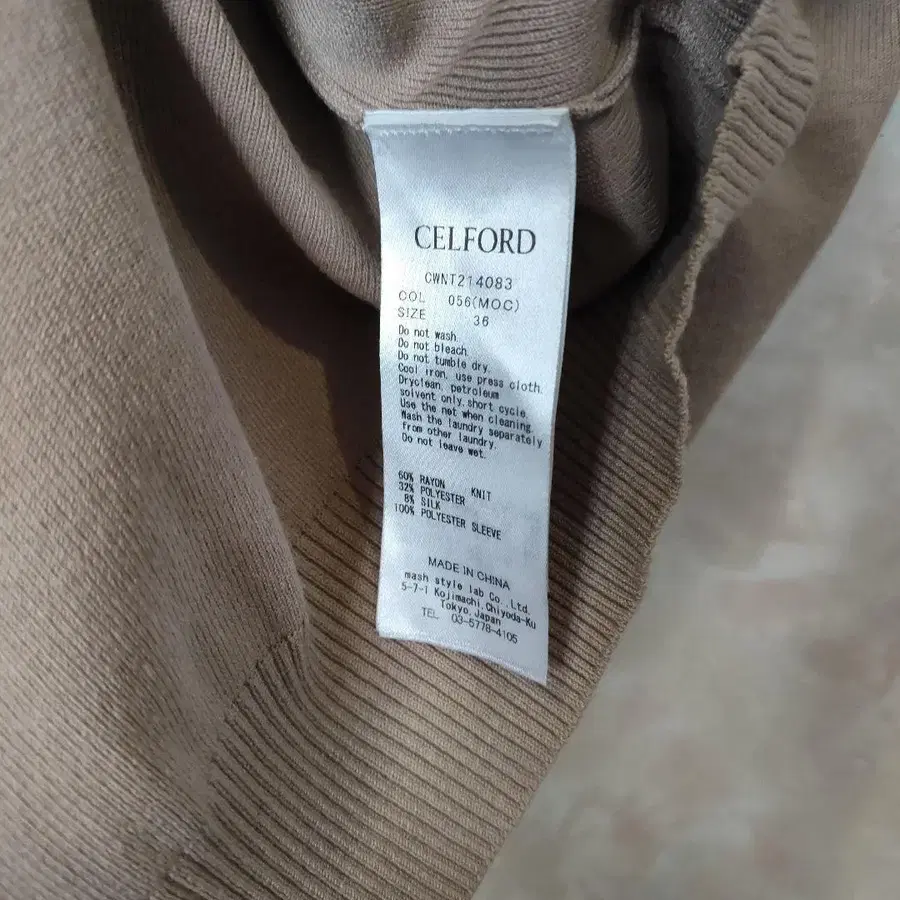 CELFORD
CWNT214083
COL 056(MOC)
SIZE 36
Do not wash.
Do not bleach.
Do not tumble dry.
Cool iron, use press cloth.
Dryclean, petroleum
solvent only, short cycle.
Use the net when cleaning.
Wash the laundry separately
from other laundry.
Do not leave wet.
60% RAYON KNIT
32% POLYESTER
8% SILK
100% POLYESTER SLEEVE
MADE IN CHINA
mash style lab Co., Ltd.
5-7-1 Kojimachi, Chiyoda-Ku
Tokyo, Japan
TEL 03-5778-4105